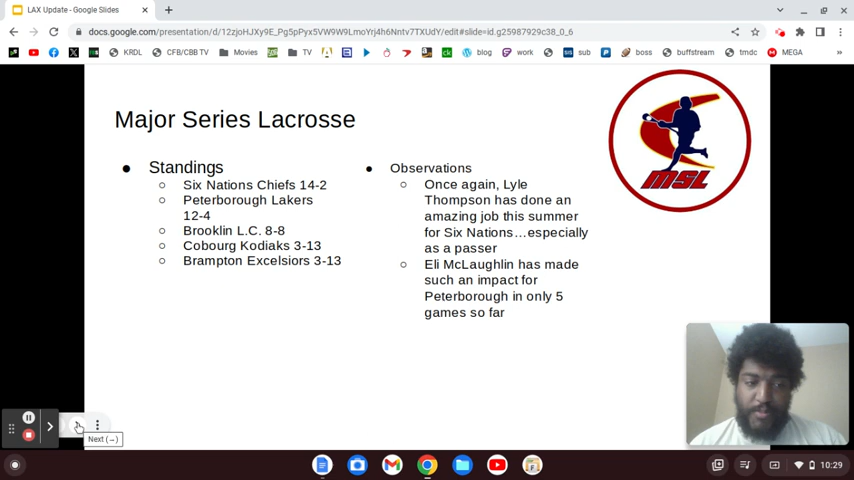 LAX Update - Google Slides
docs.google.com/presentation/d/12zjoHJXy9E_Pg5pPyx5VW9W9LmoYrj4h6Nntv7TXUdY/edit#slide=id.g25987929c38_0_6
KRDL
CFB/CBB TV
Movies
TV
blog
work
sub
boss
buffstream
tmdc
MEGA
Major Series Lacrosse
Standings
Six Nations Chiefs 14-2
Peterborough Lakers
12-4
Brooklin L.C. 8-8
Cobourg Kodiaks 3-13
Brampton Excelsiors 3-13
Observations
Once again, Lyle
Thompson has done an
amazing job this summer
for Six Nations…especially
as a passer
Eli McLaughlin has made
such an impact for
Peterborough in only 5
games so far
MSL
Next (→)
10:29